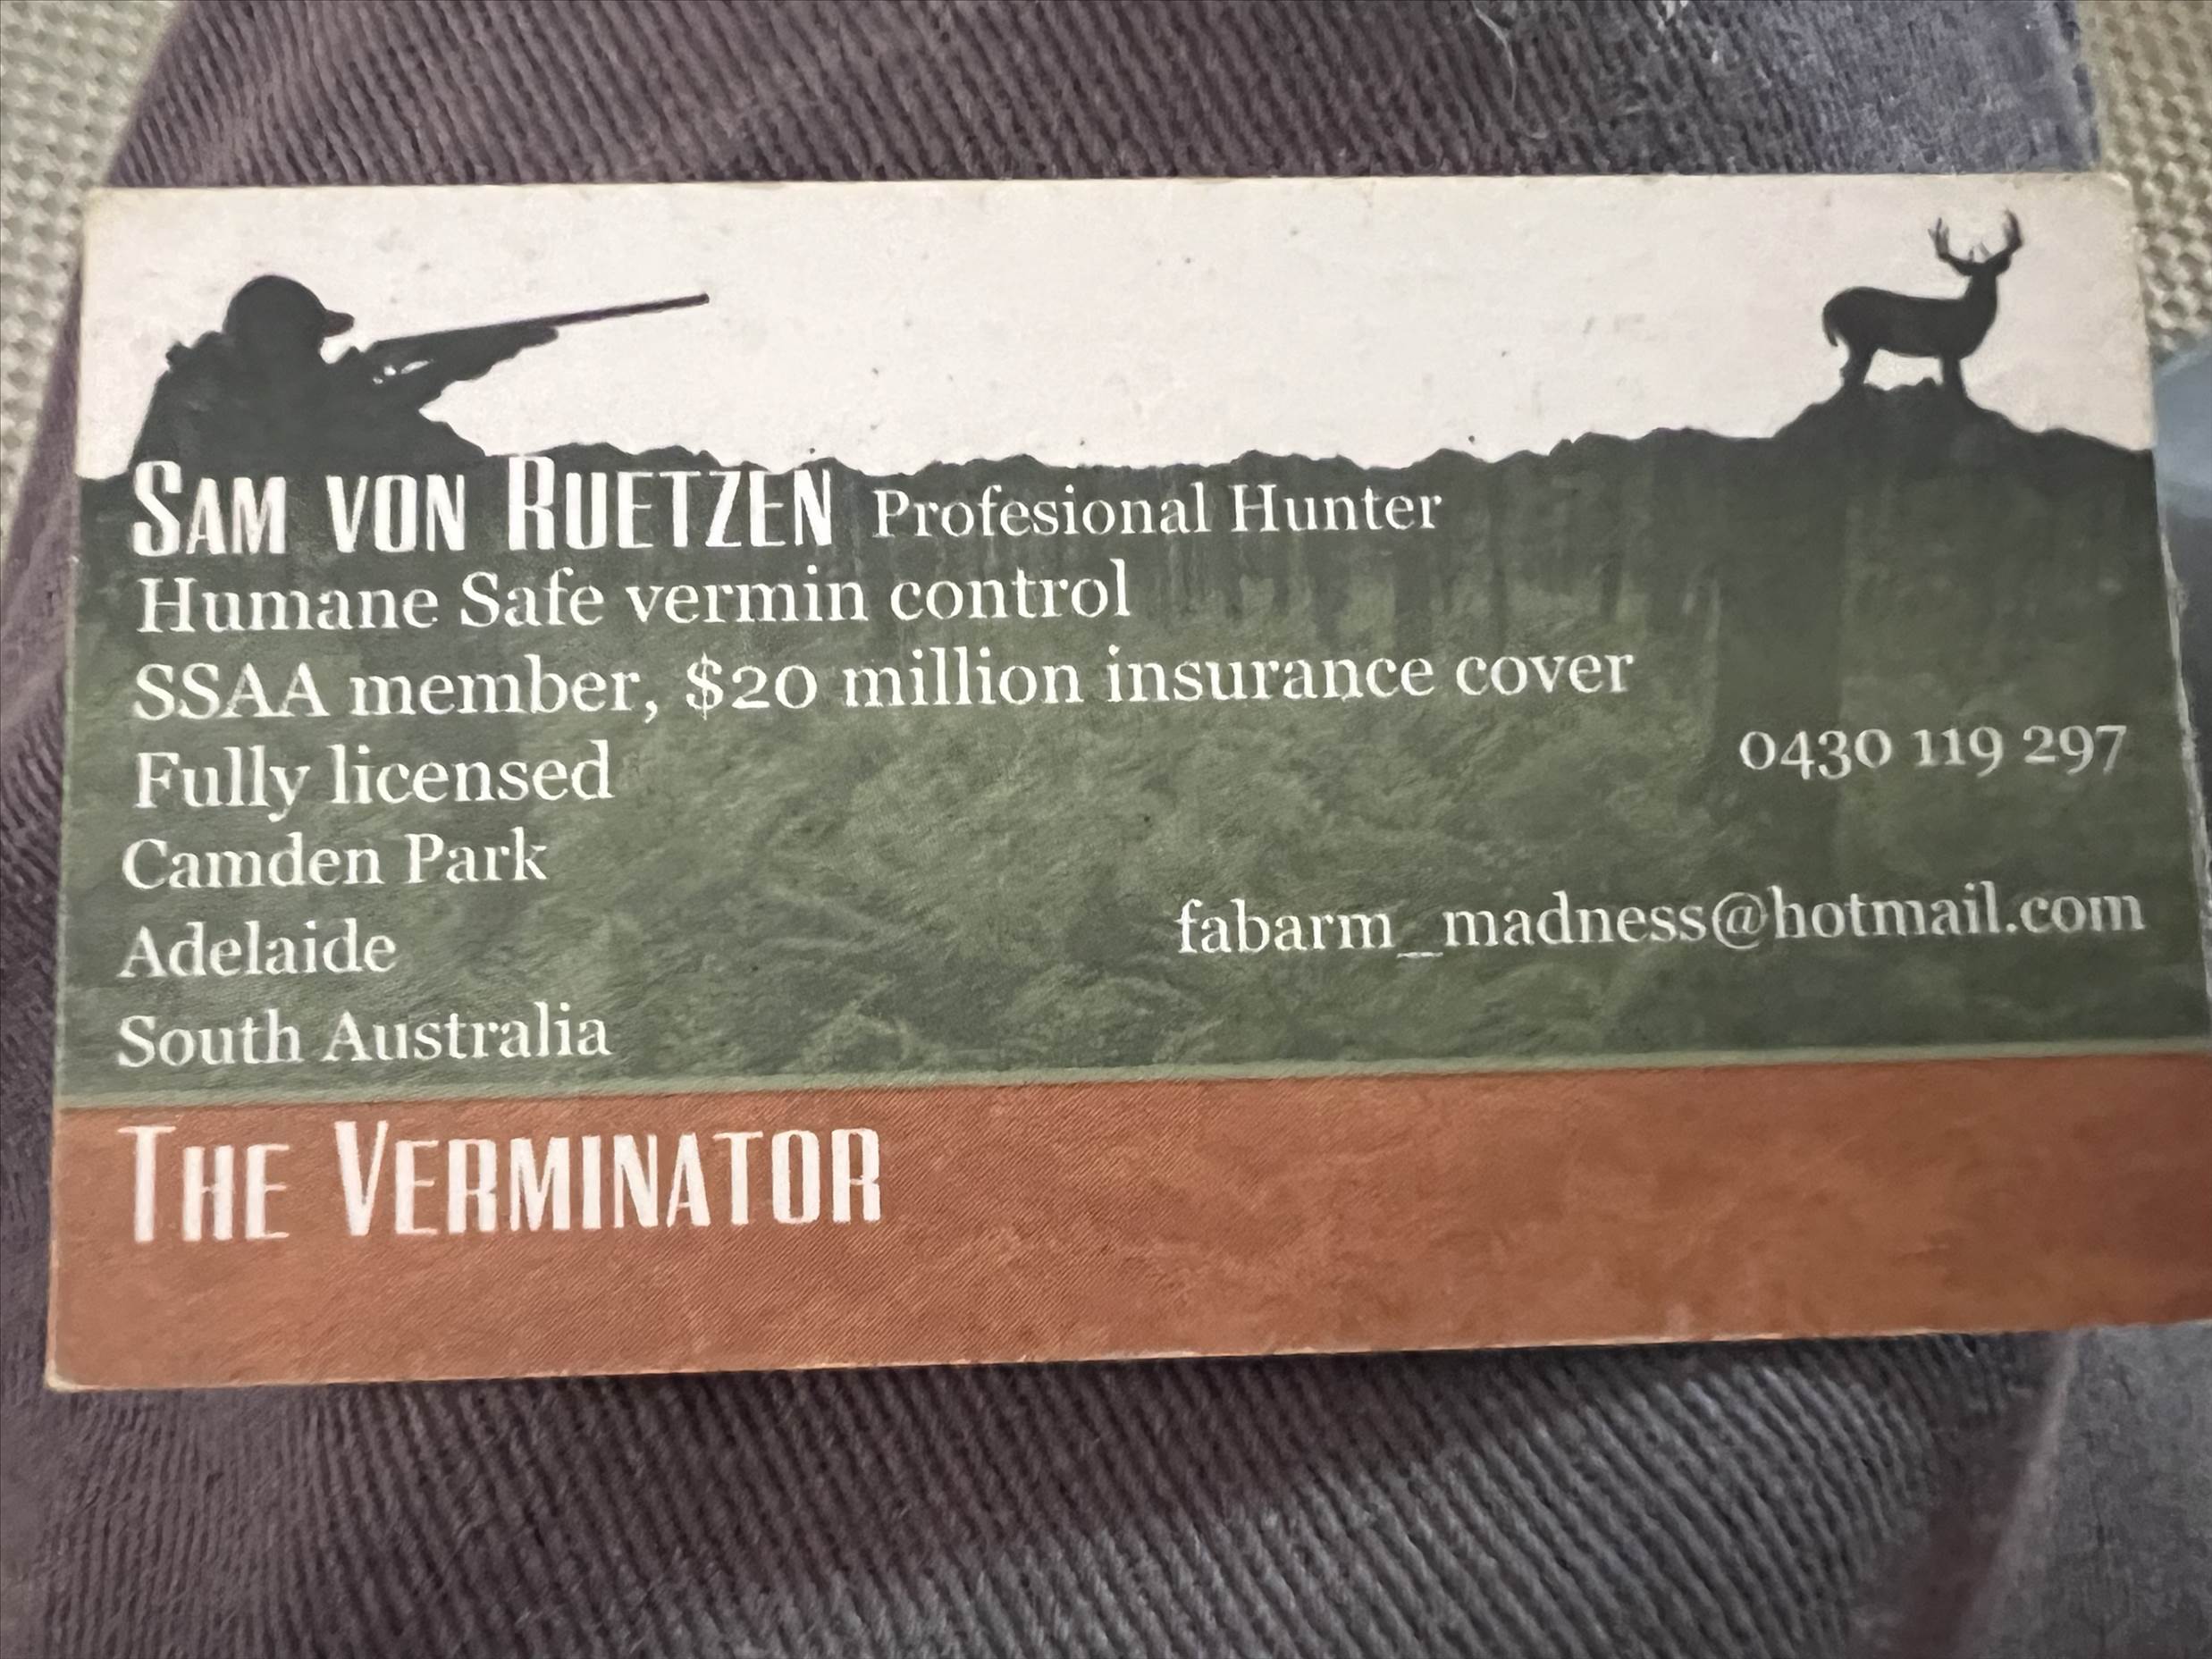 SAM VON RUETZEN Profesional Hunter
Humane Safe vermin control
SSAA member, $20 million insurance cover
Fully licensed
0430 119 297
Camden Park
Adelaide
fabarm_madness@hotmail.com
South Australia
THE VERMINATOR